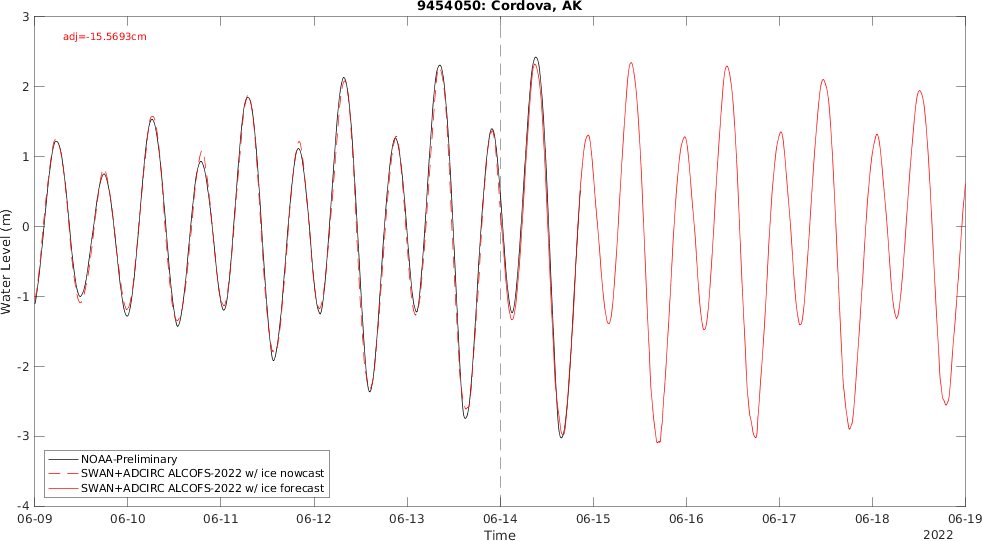 9454050: Cordova, AK
adj=-15.5693cm
3
2
1
0
-1
-2
-3
-4
Water Level (m)
NOAA-Preliminary
SWAN+ADCIRC ALCOFS-2022 w/ ice nowcast
SWAN+ADCIRC ALCOFS-2022 w/ ice forecast
06-09 06-10 06-11 06-12 06-13 06-14 06-15 06-16 06-17 06-18 06-19
Time
2022